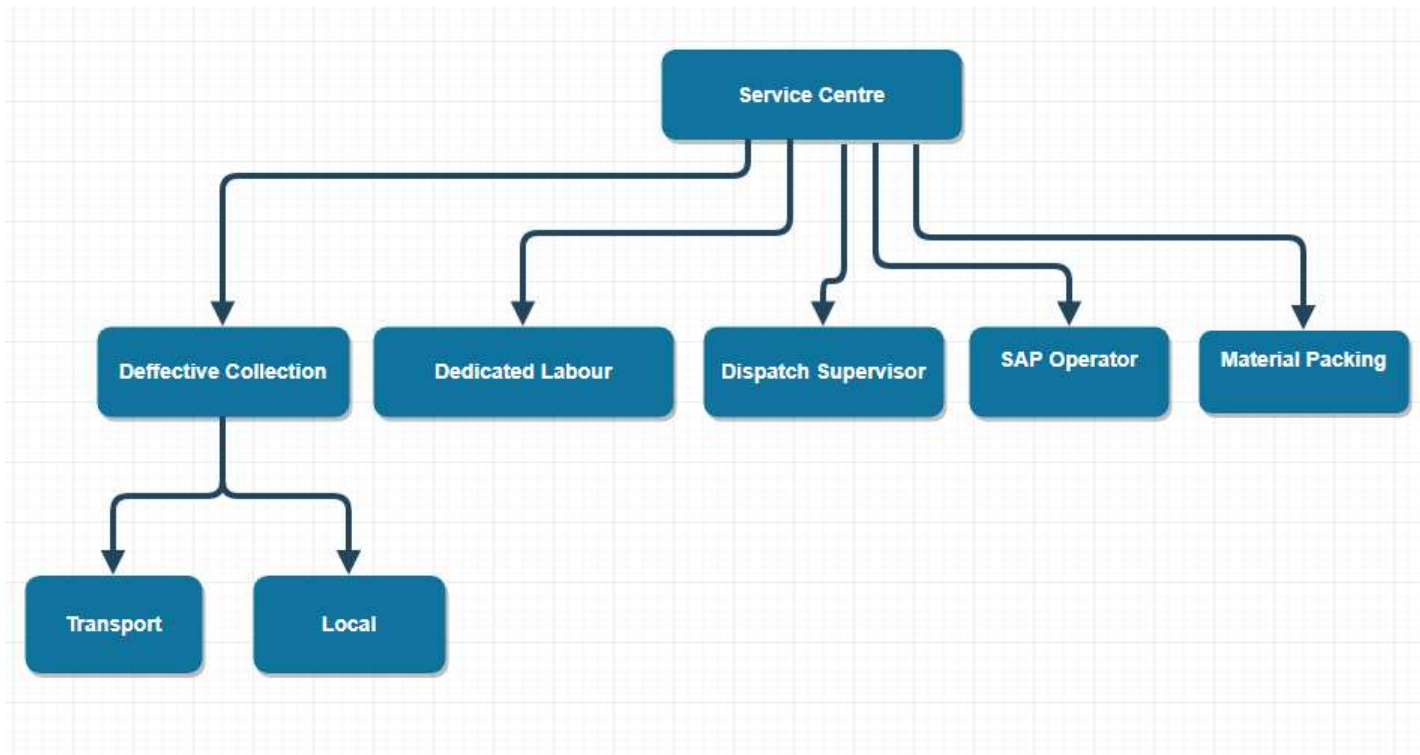 Service Centre
Deffective Collection
Dedicated Labour
Dispatch Supervisor
SAP Operator
Material Packing
Transport
Local